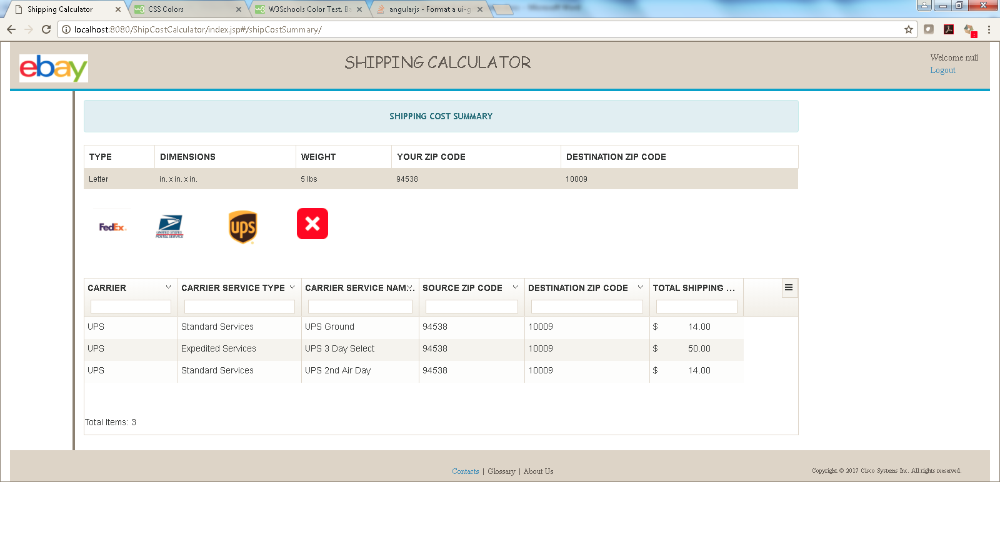 Shipping Calculator
CSS Colors
W3Schools Color Test. Ba
angularjs - Format a ui-g
localhost:8080/ShipCostCalculator/index.jsp#/shipCostSummary/
ebay
SHIPPING CALCULATOR
Welcome null
Logout
SHIPPING COST SUMMARY
TYPE DIMENSIONS WEIGHT YOUR ZIP CODE DESTINATION ZIP CODE
Letter in. x in. x in. 5 lbs 94538 10009
FedEx
UNITED STATES
POSTAL SERVICE
ups
CARRIER CARRIER SERVICE TYPE CARRIER SERVICE NAM... SOURCE ZIP CODE DESTINATION ZIP CODE TOTAL SHIPPING ...
UPS Standard Services UPS Ground 94538 10009 $ 14.00
UPS Expedited Services UPS 3 Day Select 94538 10009 $ 50.00
UPS Standard Services UPS 2nd Air Day 94538 10009 $ 14.00
Total Items: 3
Contacts | Glossary | About Us
Copyright © 2017 Cisco Systems Inc. All rights reeserved.